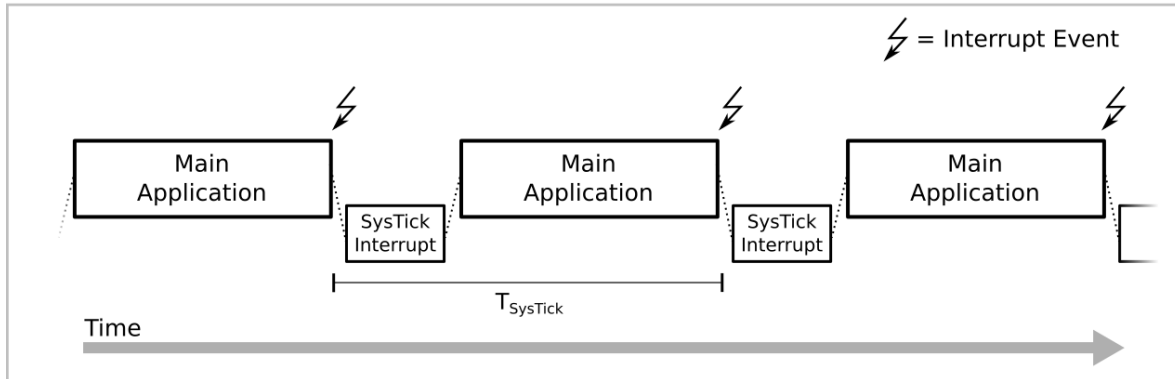 = Interrupt Event
Main
Application
Main
Application
Main
Application
SysTick
Interrupt
SysTick
Interrupt
TSysTick
Time